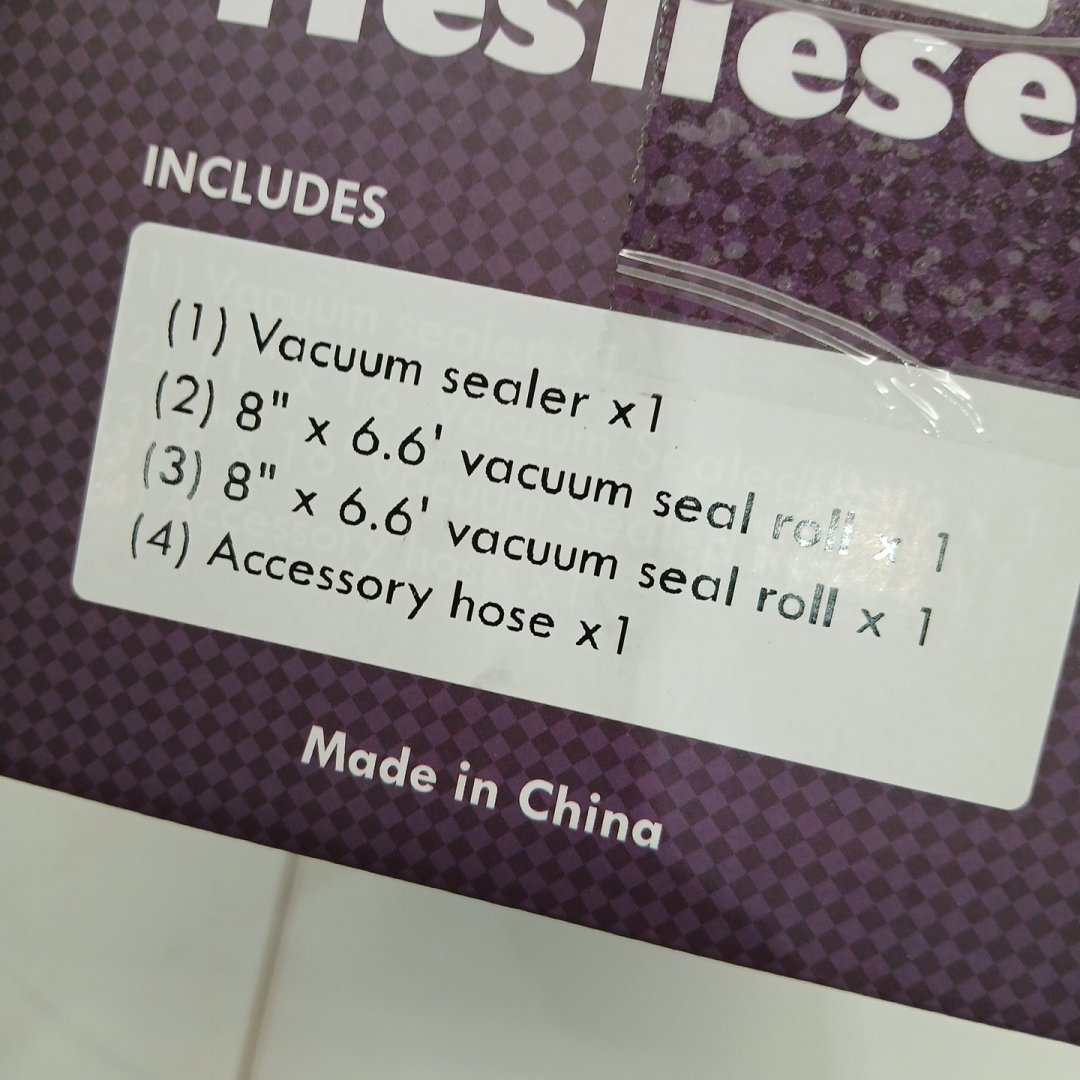 INCLUDES
(1) Vacuum sealer x1
(2) 8" x 6.6' vacuum seal roll x 1
(3) 8" x 6.6' vacuum seal roll x 1
(4) Accessory hose x1
Made in China